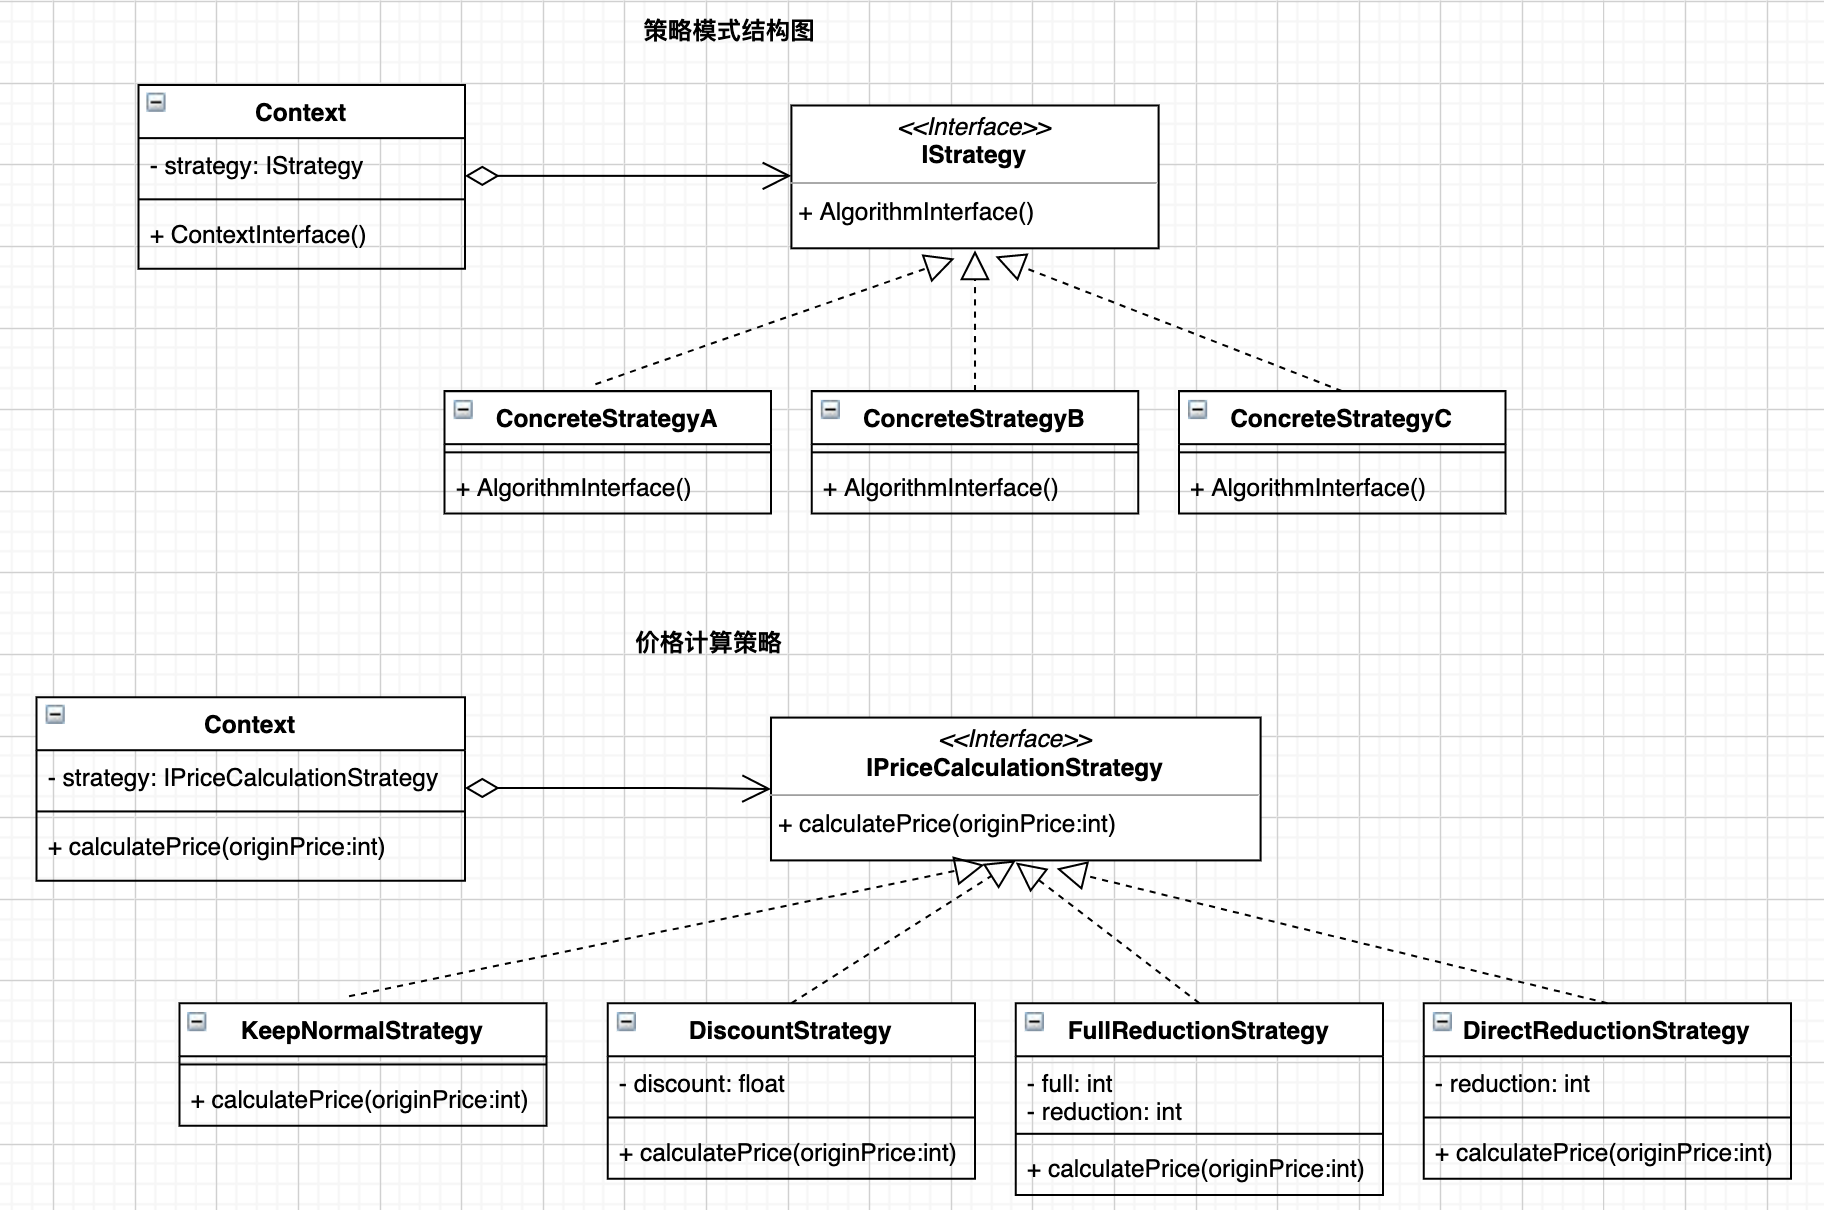 策略模式结构图
Context
- strategy: IStrategy
+ ContextInterface()
<<Interface>>
IStrategy
+ AlgorithmInterface()
ConcreteStrategyA
+ AlgorithmInterface()
ConcreteStrategyB
+ AlgorithmInterface()
ConcreteStrategyC
+ AlgorithmInterface()
价格计算策略
Context
- strategy: IPriceCalculationStrategy
+ calculatePrice(originPrice:int)
<<Interface>>
IPriceCalculationStrategy
+ calculatePrice(originPrice:int)
KeepNormalStrategy
+ calculatePrice(originPrice:int)
DiscountStrategy
- discount: float
+ calculatePrice(originPrice:int)
FullReductionStrategy
- full: int
- reduction: int
+ calculatePrice(originPrice:int)
DirectReductionStrategy
- reduction: int
+ calculatePrice(originPrice:int)